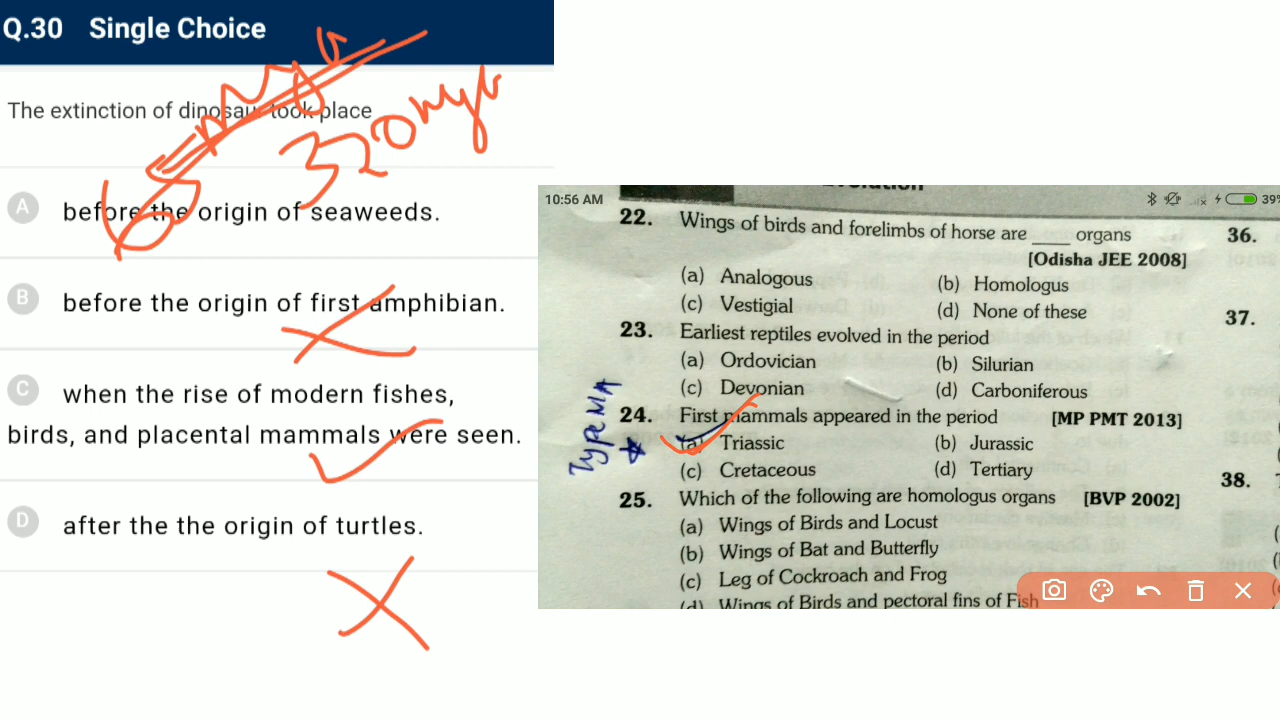 Q.30 Single Choice
The extinction of dinosaur took place
A before the origin of seaweeds.
B before the origin of first amphibian.
C when the rise of modern fishes,
birds, and placental mammals were seen.
D after the the origin of turtles.
65 mya
320 mya
10:56 AM
39%
Evolution
22. Wings of birds and forelimbs of horse are ____ organs
[Odisha JEE 2008]
(a) Analogous (b) Homologus
(c) Vestigial (d) None of these
23. Earliest reptiles evolved in the period
(a) Ordovician (b) Silurian
(c) Devonian (d) Carboniferous
24. First mammals appeared in the period [MP PMT 2013]
(a) Triassic (b) Jurassic
(c) Cretaceous (d) Tertiary
25. Which of the following are homologus organs [BVP 2002]
(a) Wings of Birds and Locust
(b) Wings of Bat and Butterfly
(c) Leg of Cockroach and Frog
(d) Wings of Birds and pectoral fins of Fish
36.
37.
38.